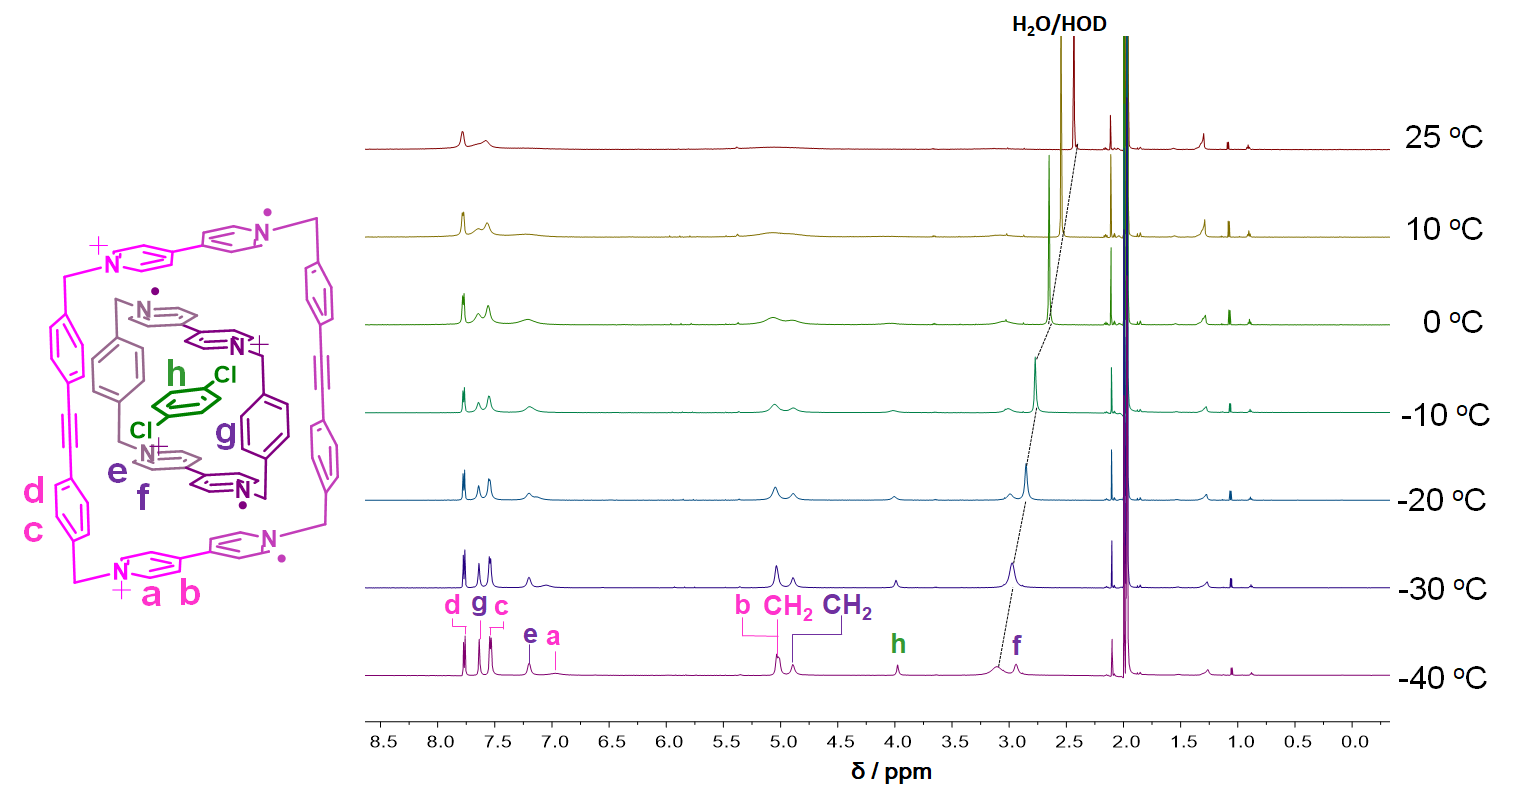 H₂O/HOD
25 ºC
10 ºC
0 ºC
-10 ºC
-20 ºC
-30 ºC
-40 ºC
N
+
N
•
N
•
N
+
h
Cl
Cl
g
N
+
e
f
N
•
d
c
N
+
a b
N
•
d g c
e a
b CH₂ CH₂
h
f
8.5 8.0 7.5 7.0 6.5 6.0 5.5 5.0 4.5 4.0 3.5 3.0 2.5 2.0 1.5 1.0 0.5 0.0
δ / ppm